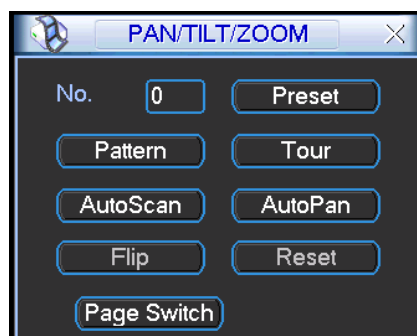 PAN/TILT/ZOOM
No. 0 Preset
Pattern Tour
AutoScan AutoPan
Flip Reset
Page Switch